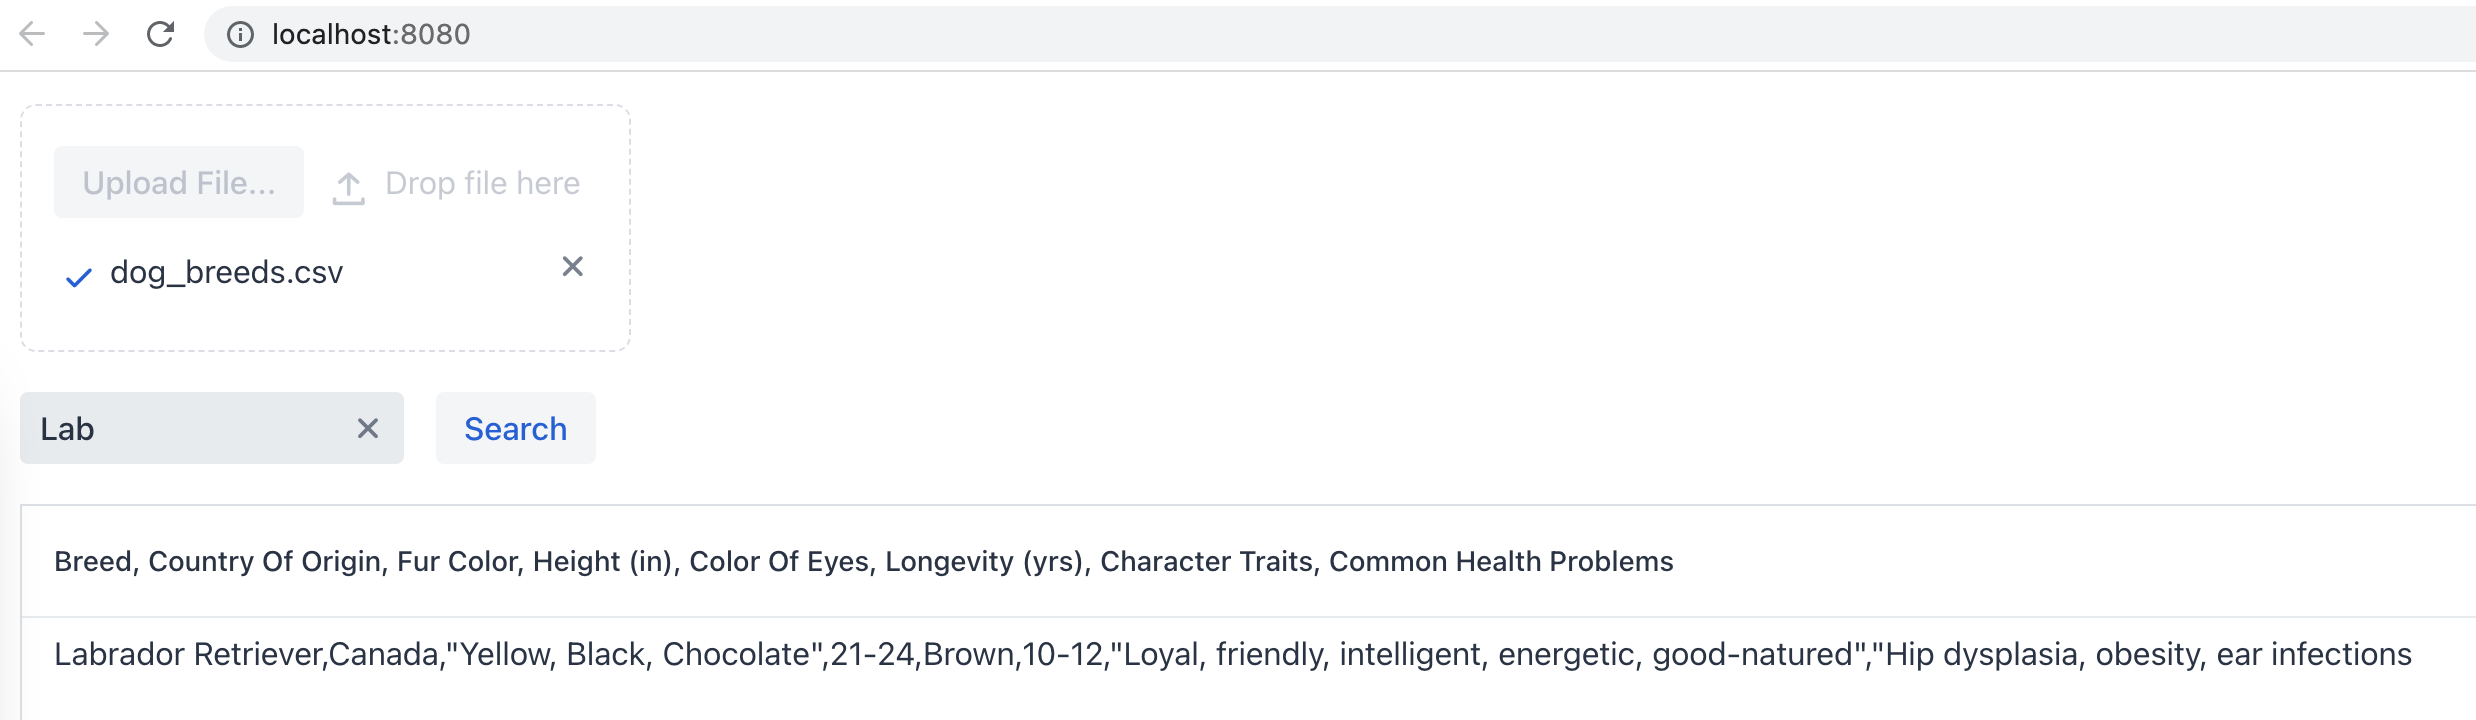 localhost:8080
Upload File... Drop file here
dog_breeds.csv
Lab Search
Breed, Country Of Origin, Fur Color, Height (in), Color Of Eyes, Longevity (yrs), Character Traits, Common Health Problems
Labrador Retriever,Canada,"Yellow, Black, Chocolate",21-24,Brown,10-12,"Loyal, friendly, intelligent, energetic, good-natured","Hip dysplasia, obesity, ear infections